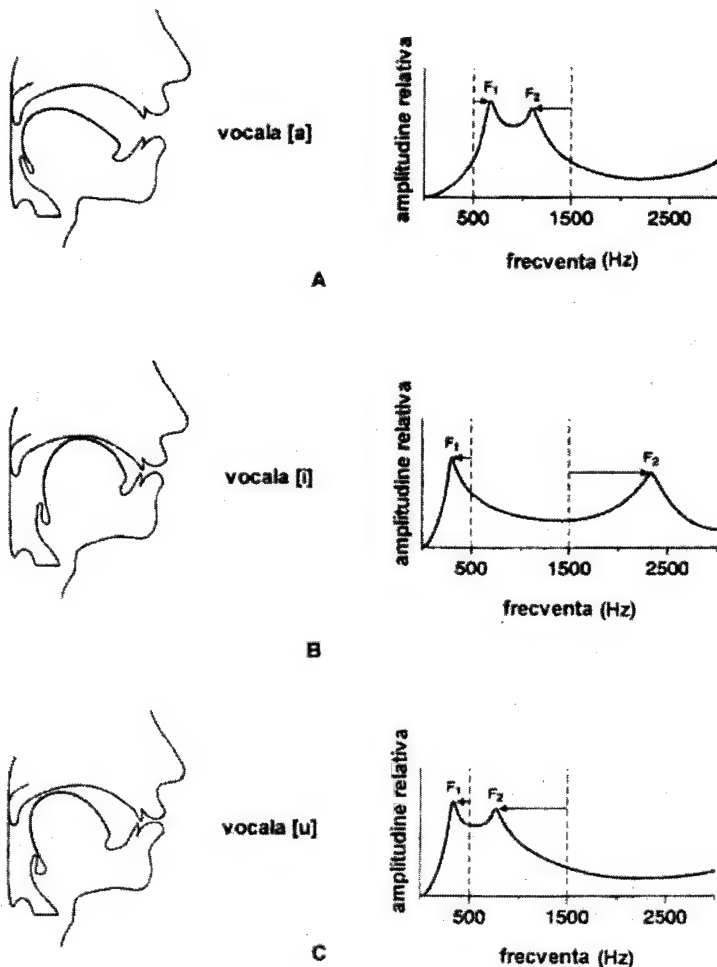 vocala [a]
amplitudine relativa
F1
F2
500
1500
2500
frecventa (Hz)
A
vocala [i]
amplitudine relativa
F1
F2
500
1500
2500
frecventa (Hz)
B
vocala [u]
amplitudine relativa
F1
F2
500
1500
2500
frecventa (Hz)
C